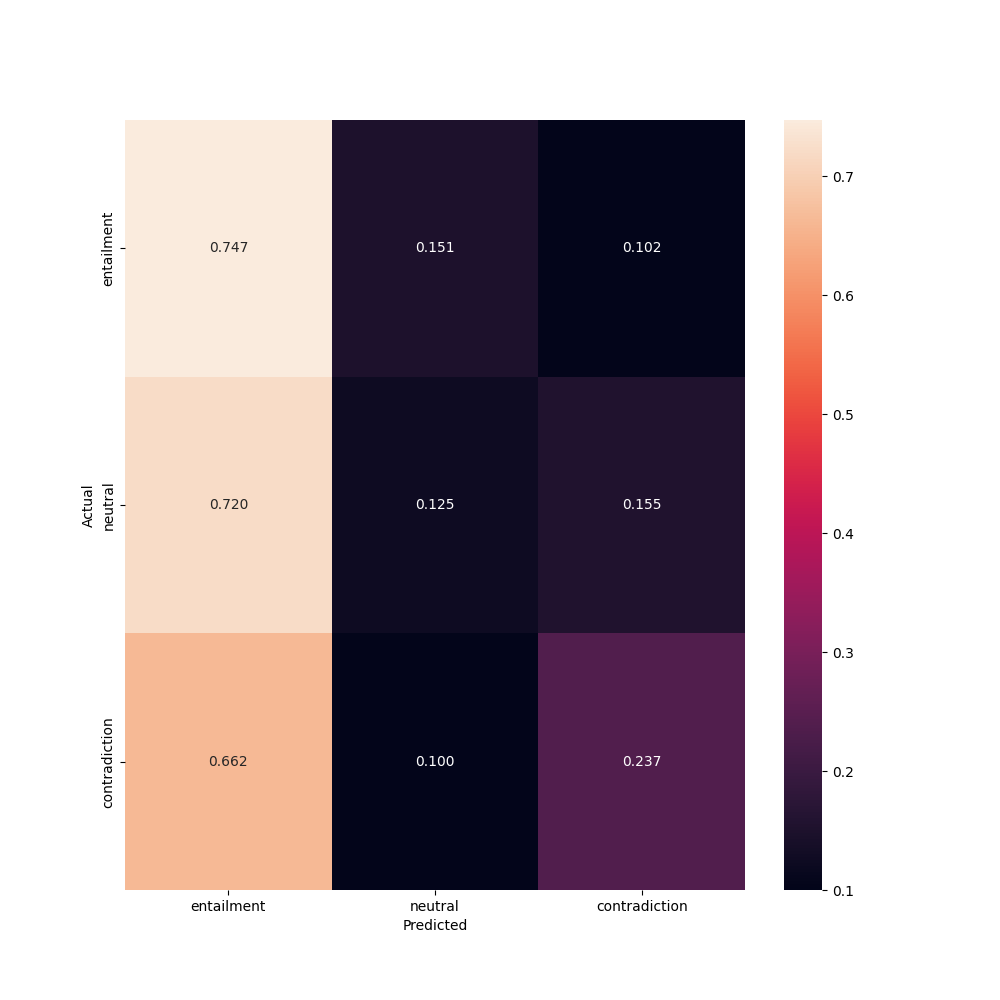 entailment
0.747 0.151 0.102
Actual
neutral
0.720 0.125 0.155
contradiction
0.662 0.100 0.237
entailment neutral contradiction
Predicted
0.7
0.6
0.5
0.4
0.3
0.2
0.1